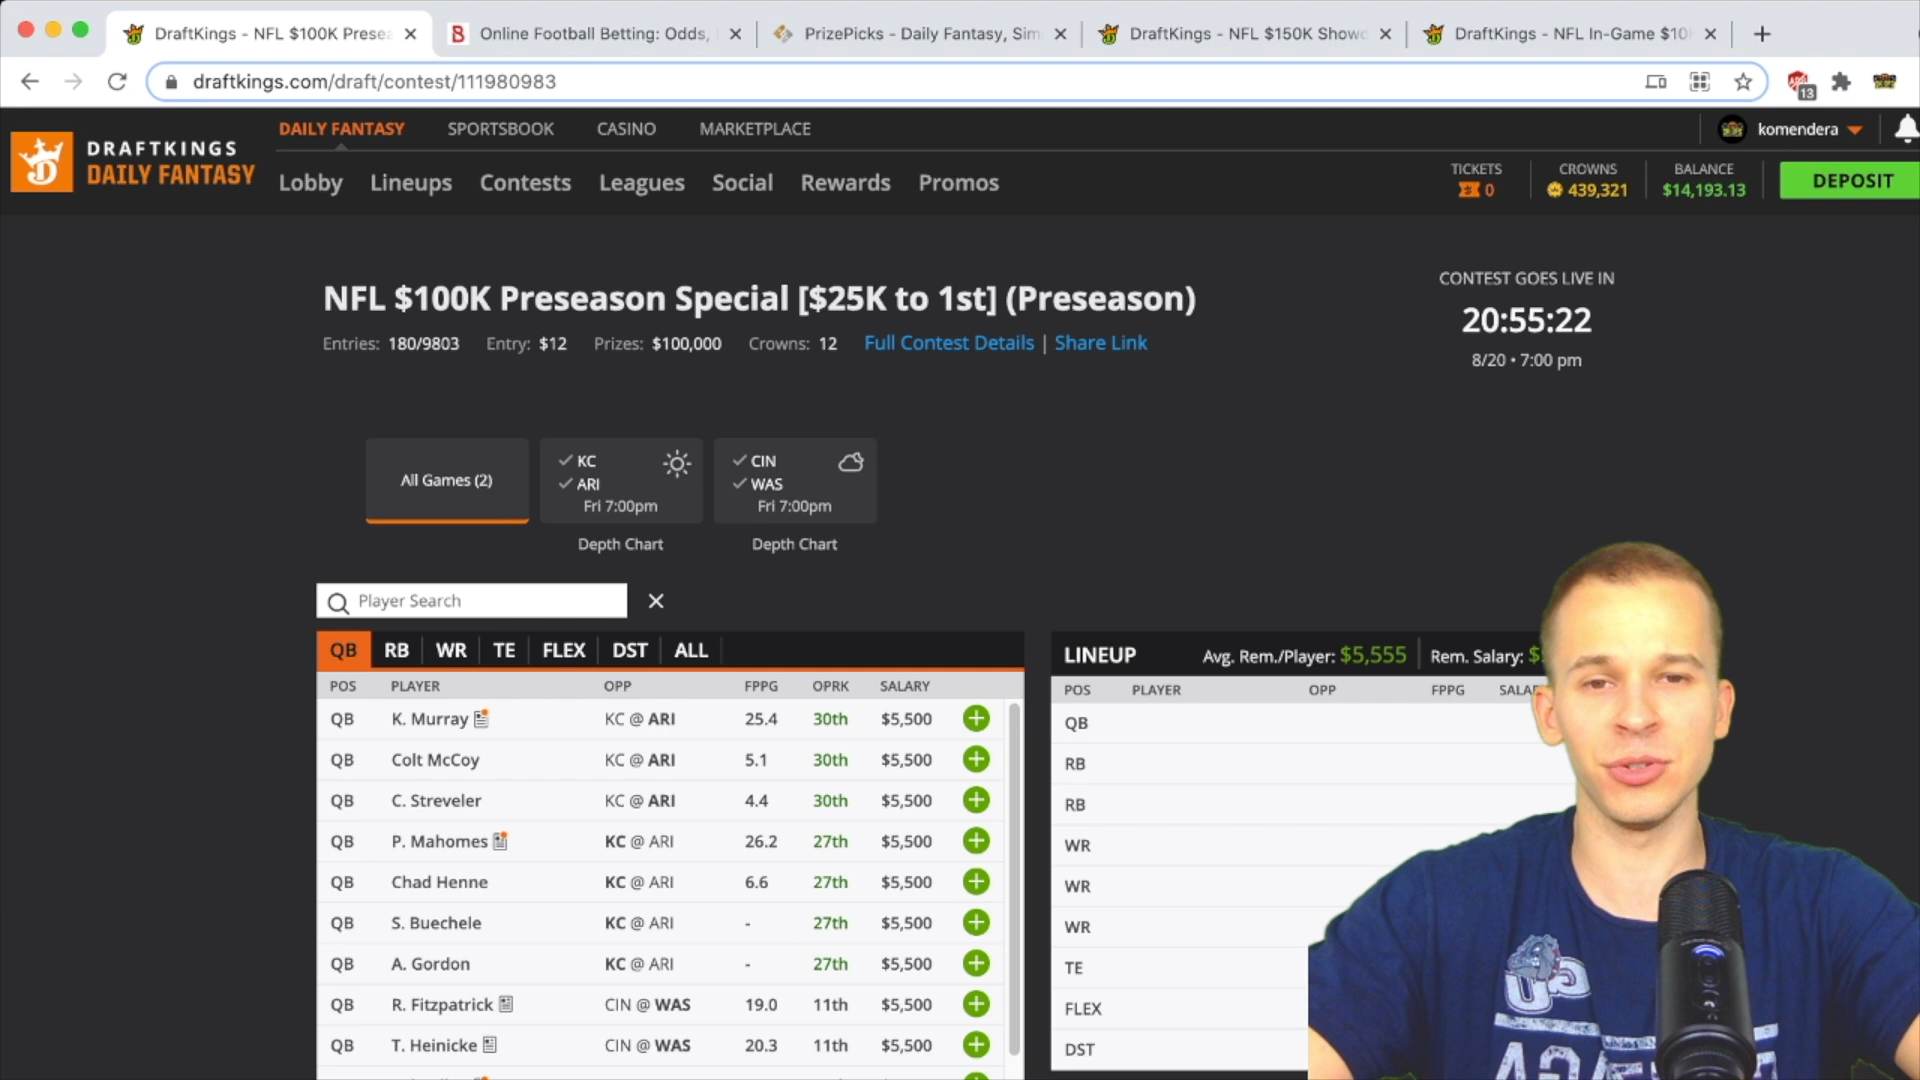 DraftKings - NFL $100K Presea
Online Football Betting: Odds,
PrizePicks - Daily Fantasy, Sim
DraftKings - NFL $150K Showd
DraftKings - NFL In-Game $10
draftkings.com/draft/contest/111980983
13
DRAFTKINGS
DAILY FANTASY
DAILY FANTASY SPORTSBOOK CASINO MARKETPLACE
komendera
Lobby Lineups Contests Leagues Social Rewards Promos
TICKETS CROWNS BALANCE
0 439,321 $14,193.13
DEPOSIT
NFL $100K Preseason Special [$25K to 1st] (Preseason)
Entries: 180/9803 Entry: $12 Prizes: $100,000 Crowns: 12 Full Contest Details | Share Link
CONTEST GOES LIVE IN
20:55:22
8/20 • 7:00 pm
All Games (2)
KC
ARI
Fri 7:00pm
Depth Chart
CIN
WAS
Fri 7:00pm
Depth Chart
Player Search
QB RB WR TE FLEX DST ALL
POS PLAYER OPP FPPG OPRK SALARY
QB K. Murray KC @ ARI 25.4 30th $5,500
QB Colt McCoy KC @ ARI 5.1 30th $5,500
QB C. Streveler KC @ ARI 4.4 30th $5,500
QB P. Mahomes KC @ ARI 26.2 27th $5,500
QB Chad Henne KC @ ARI 6.6 27th $5,500
QB S. Buechele KC @ ARI - 27th $5,500
QB A. Gordon KC @ ARI - 27th $5,500
QB R. Fitzpatrick CIN @ WAS 19.0 11th $5,500
QB T. Heinicke CIN @ WAS 20.3 11th $5,500
LINEUP Avg. Rem./Player: $5,555 Rem. Salary: $
POS PLAYER OPP FPPG SALAR
QB
RB
RB
WR
WR
WR
TE
FLEX
DST